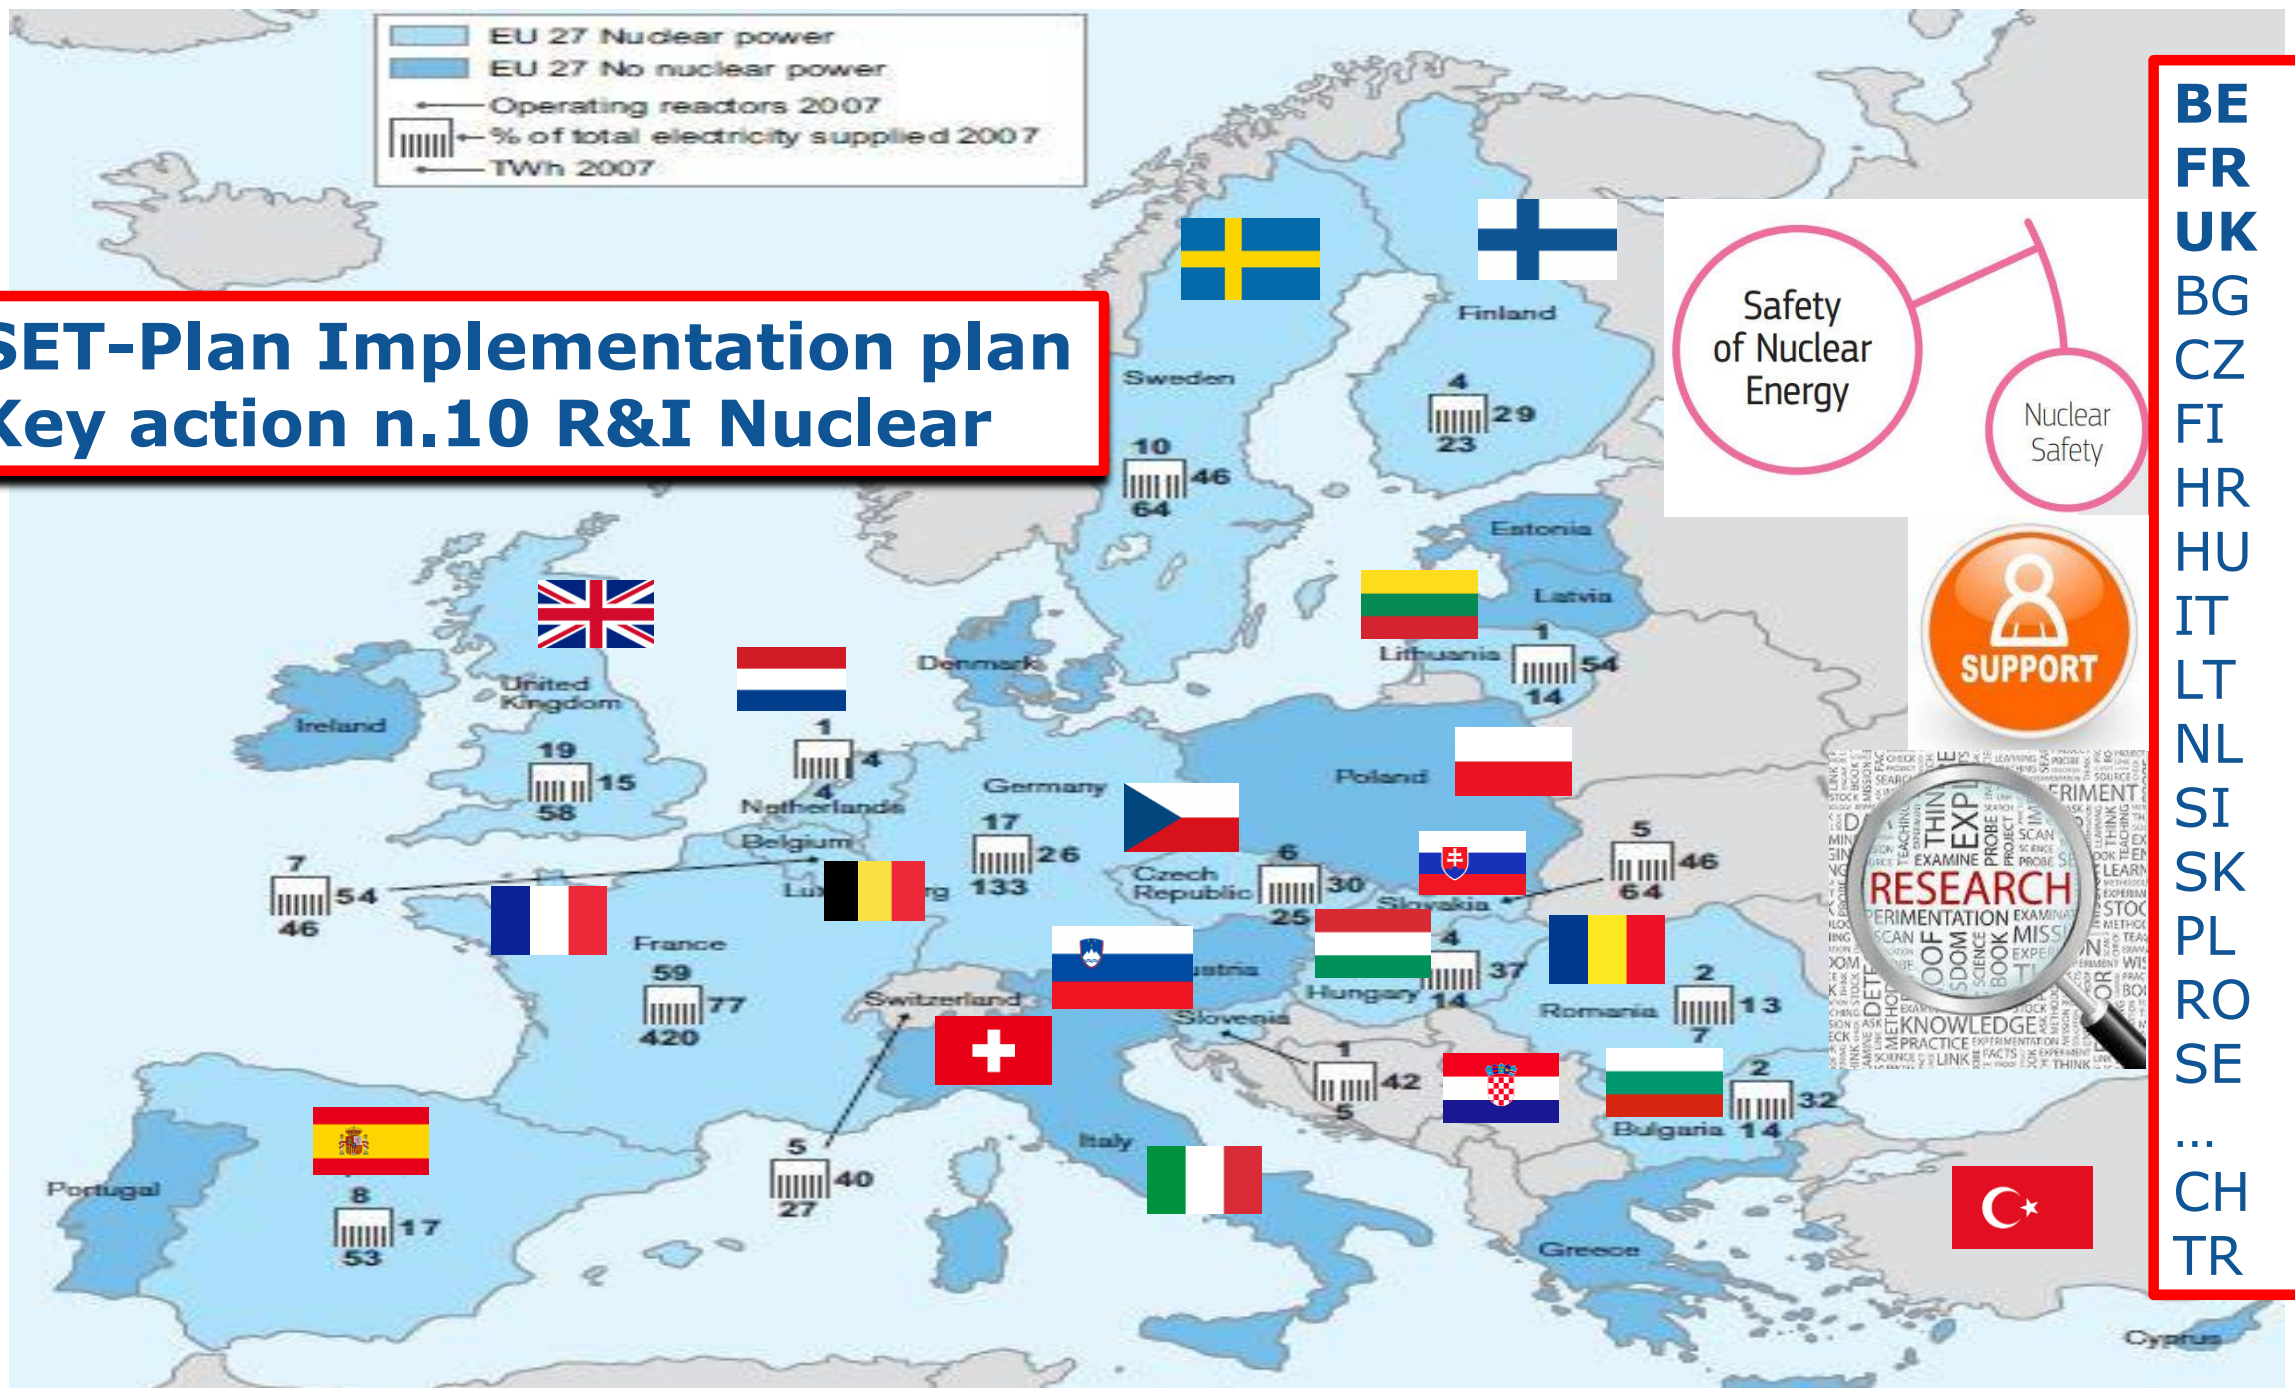 EU 27 Nuclear power
EU 27 No nuclear power
Operating reactors 2007
% of total electricity supplied 2007
TWh 2007
SET-Plan Implementation plan
Key action n.10 R&I Nuclear
Safety
of Nuclear
Energy
Nuclear
Safety
SUPPORT
RESEARCH
KNOWLEDGE
PRACTICE
EXAMINE
BE
FR
UK
BG
CZ
FI
HR
HU
IT
LT
NL
SI
SK
PL
RO
SE
...
CH
TR
Finland
4
29
23
Sweden
10
46
64
Estonia
Latvia
Lithuania
1
54
14
Denmark
United
Kingdom
19
15
58
Ireland
1
4
4
Netherlands
Belgium
7
54
46
Germany
17
26
133
Poland
Czech
Republic
6
30
25
Slovakia
5
46
64
France
59
77
420
Switzerland
5
40
27
Hungary
4
37
14
Slovenia
1
42
5
Romania
2
13
7
Bulgaria
2
32
14
Italy
Portugal
8
17
53
Greece
Cyprus